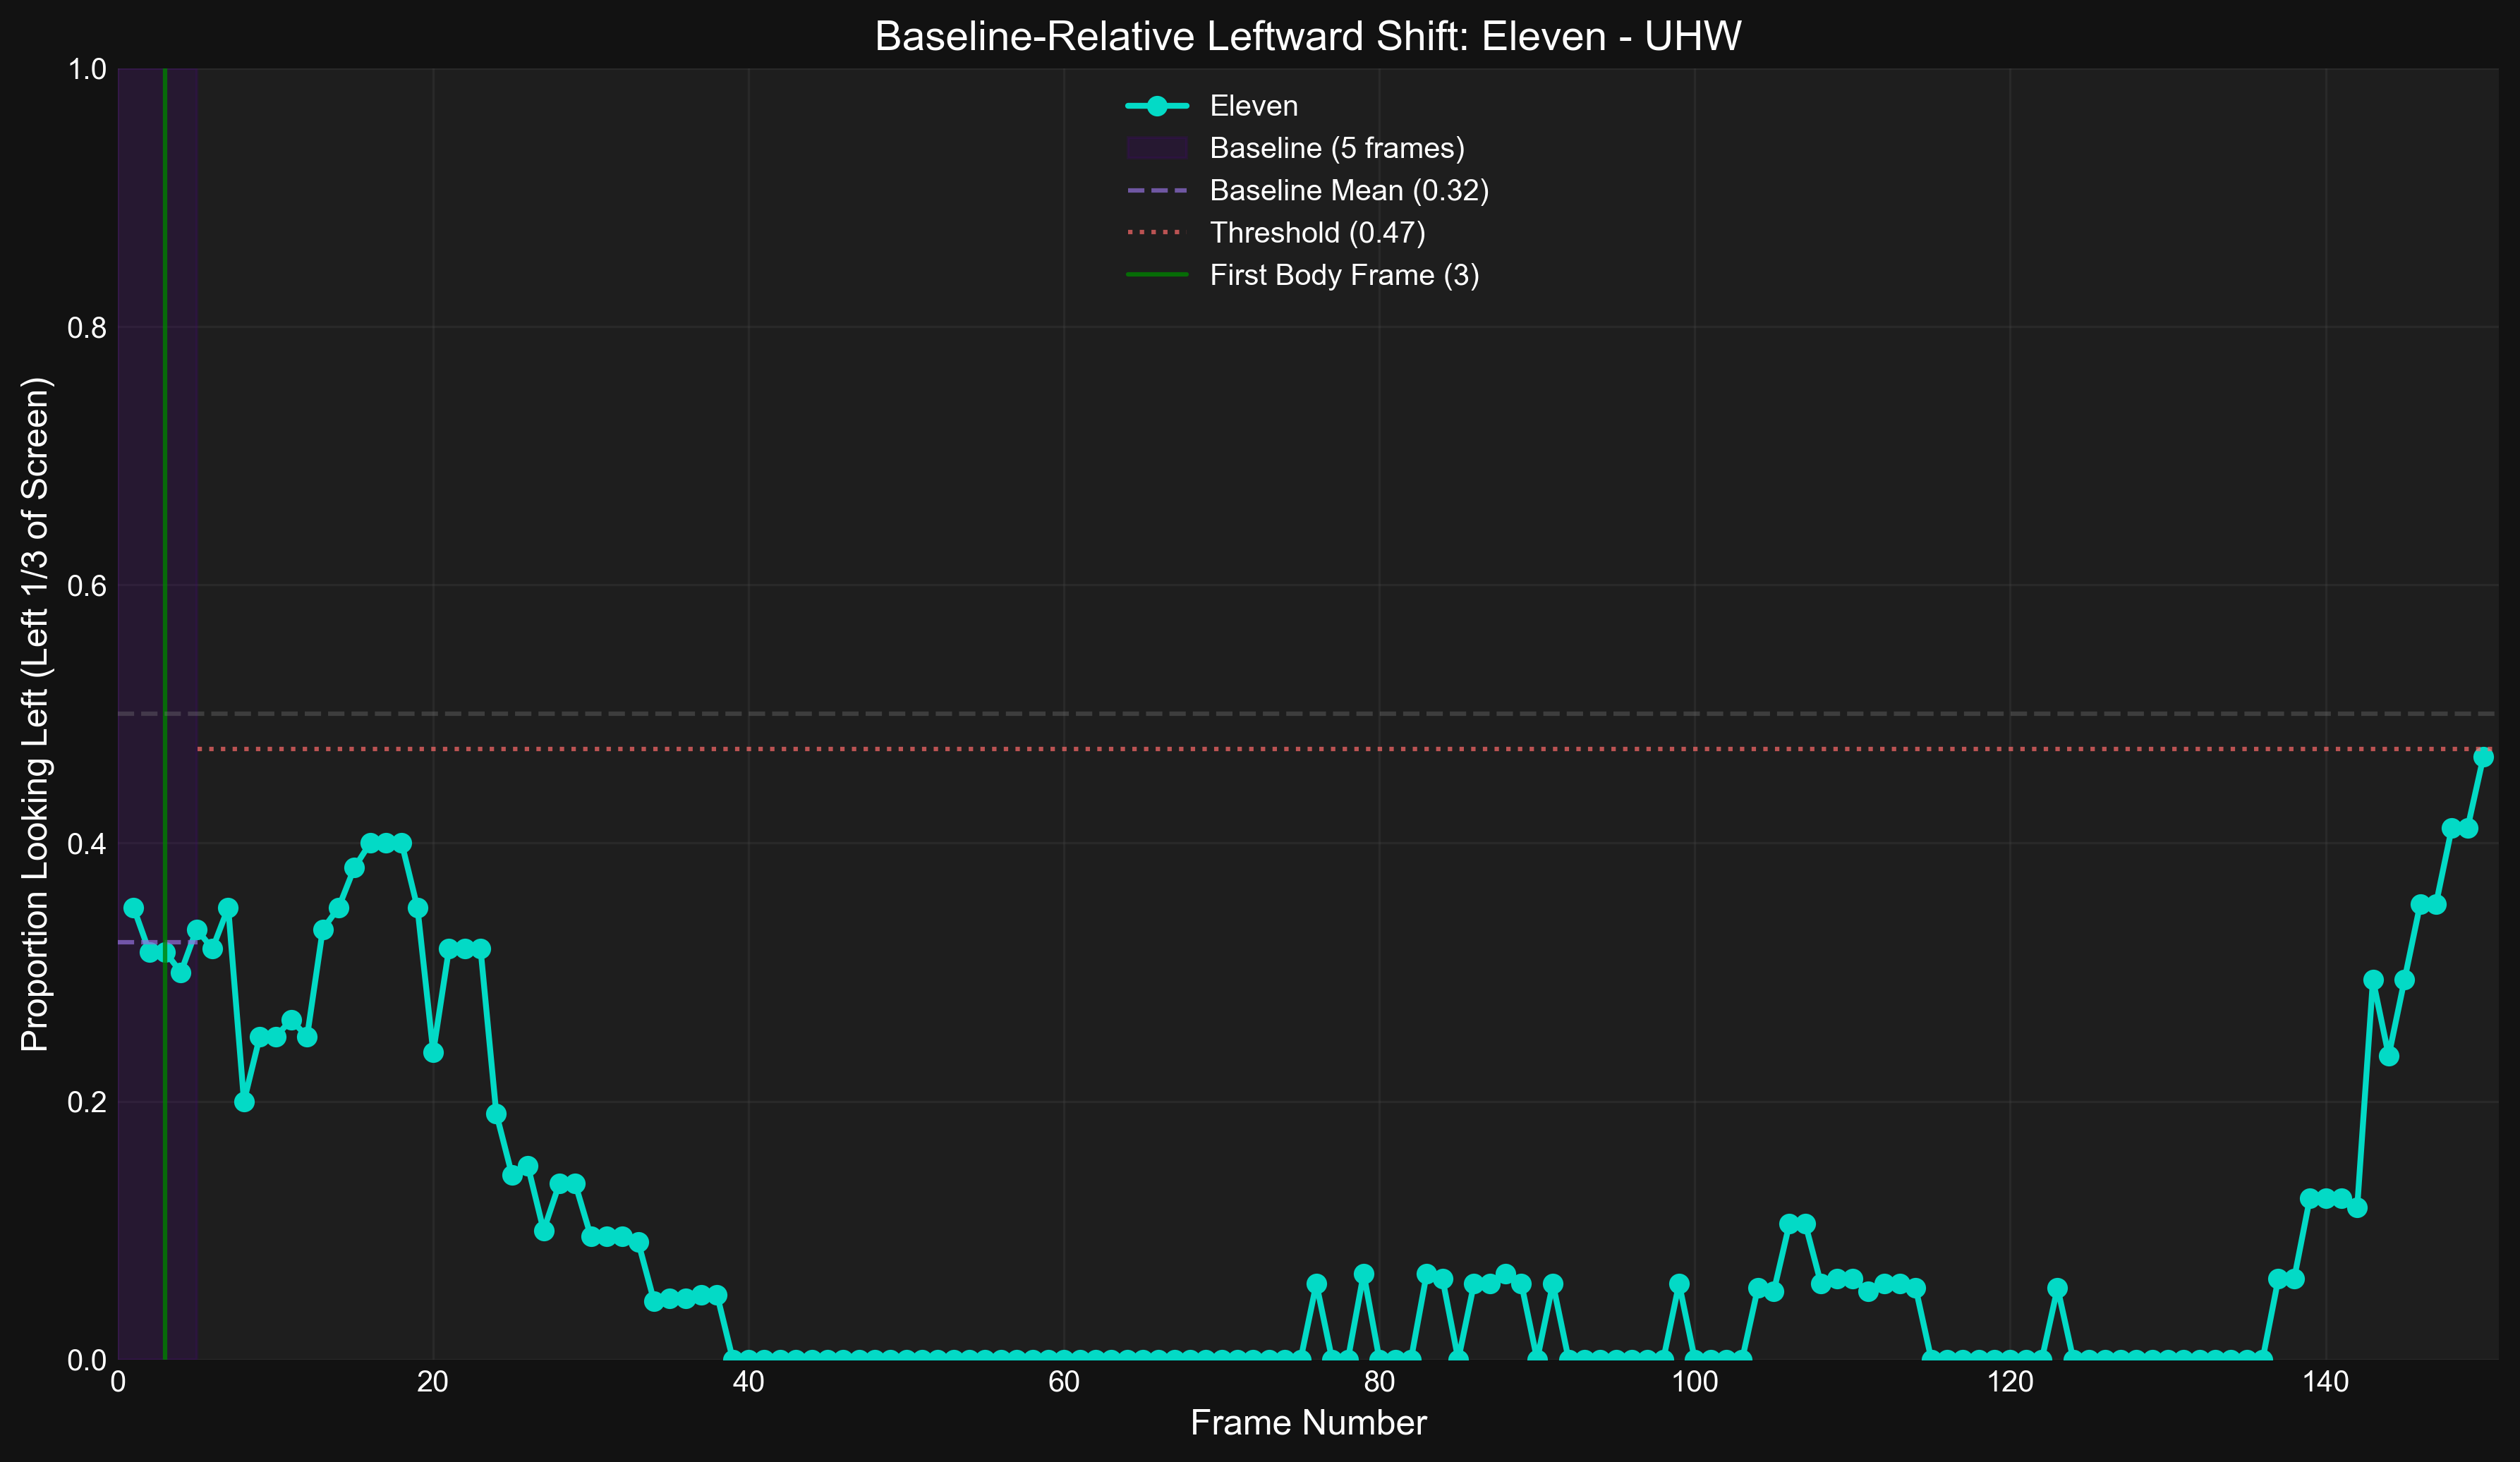 Baseline-Relative Leftward Shift: Eleven - UHW
Eleven
Baseline (5 frames)
Baseline Mean (0.32)
Threshold (0.47)
First Body Frame (3)
Proportion Looking Left (Left 1/3 of Screen)
1.0
0.8
0.6
0.4
0.2
0.0
0 20 40 60 80 100 120 140
Frame Number